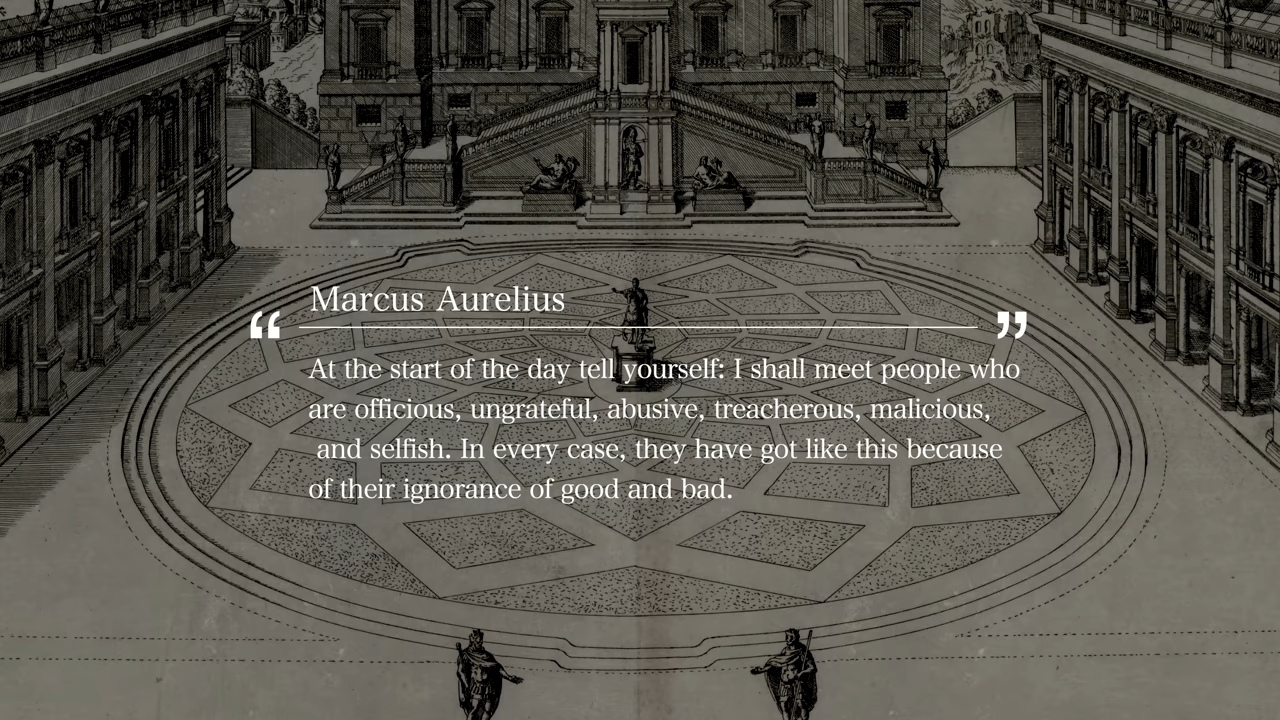 Marcus Aurelius
“ ”
At the start of the day tell yourself: I shall meet people who
are officious, ungrateful, abusive, treacherous, malicious,
and selfish. In every case, they have got like this because
of their ignorance of good and bad.